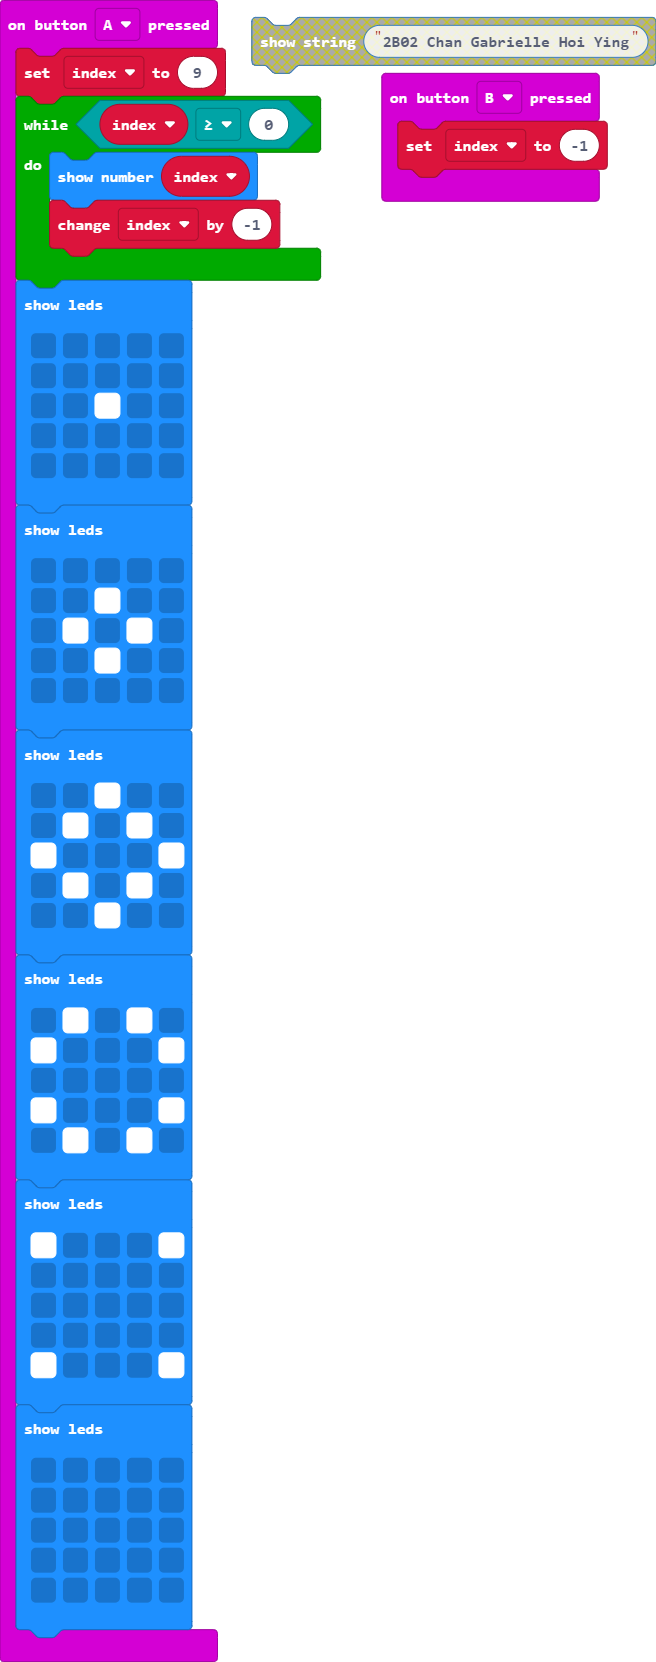 on button A pressed
set index to 9
while index ≥ 0
do
show number index
change index by -1
show leds
show leds
show leds
show leds
show leds
show leds
show string "2B02 Chan Gabrielle Hoi Ying"
on button B pressed
set index to -1